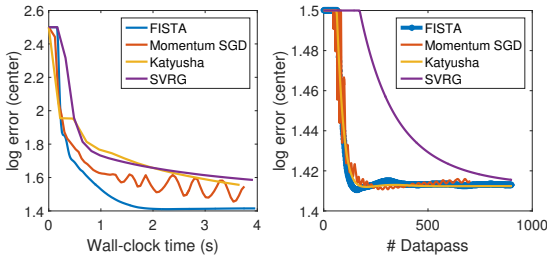 2.6
2.4
2.2
2
1.8
1.6
1.4
log error (center)
0
1
2
3
4
Wall-clock time (s)
FISTA
Momentum SGD
Katyusha
SVRG
1.5
1.48
1.46
1.44
1.42
1.4
log error (center)
0
500
1000
# Datapass
FISTA
Momentum SGD
Katyusha
SVRG